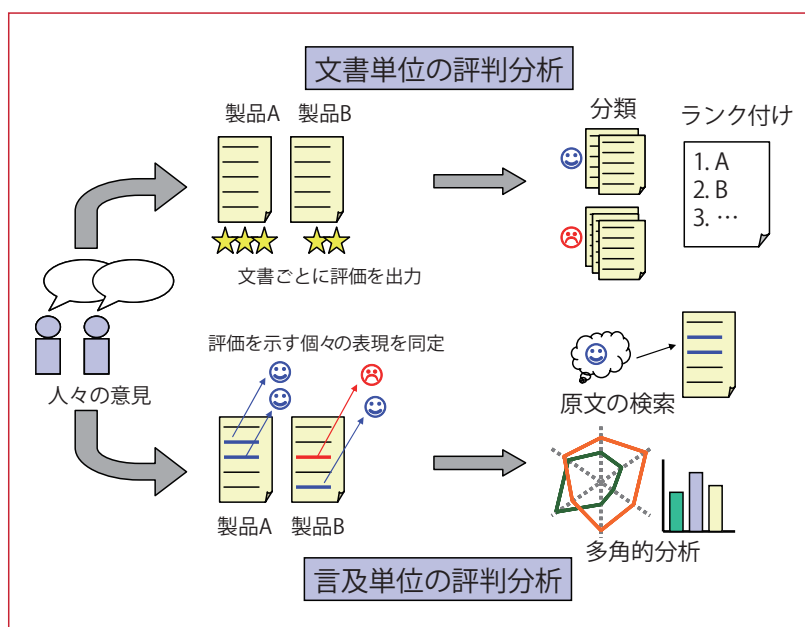 文書単位の評判分析
製品A
製品B
分類
ランク付け
1. A
2. B
3. …
文書ごとに評価を出力
人々の意見
評価を示す個々の表現を同定
原文の検索
製品A
製品B
多角的分析
言及単位の評判分析